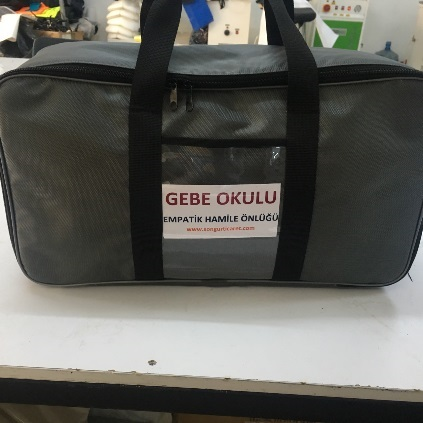 GEBE OKULU
EMPATİK HAMİLE ÖNLÜĞÜ